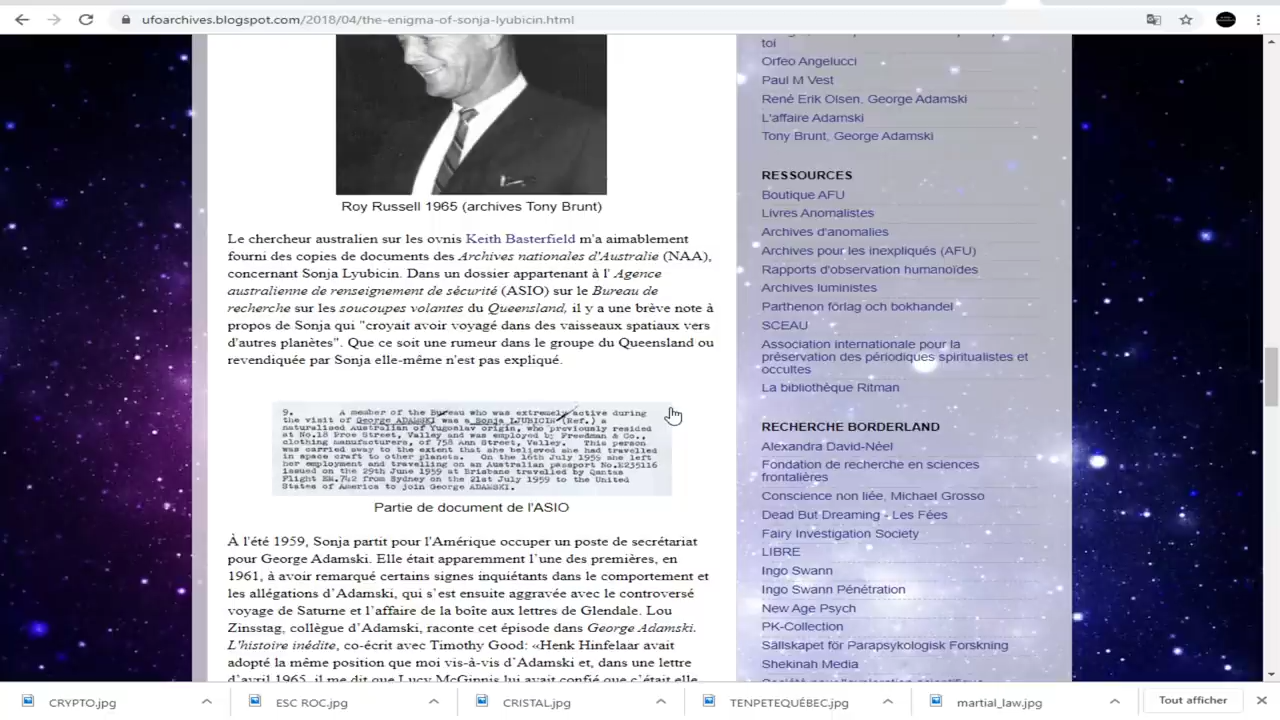 ufoarchives.blogspot.com/2018/04/the-enigma-of-sonja-lyubicin.html
Roy Russell 1965 (archives Tony Brunt)
Le chercheur australien sur les ovnis Keith Basterfield m'a aimablement
fourni des copies de documents des Archives nationales d'Australie (NAA),
concernant Sonja Lyubicin. Dans un dossier appartenant à l' Agence
australienne de renseignement de sécurité (ASIO) sur le Bureau de
recherche sur les soucoupes volantes du Queensland, il y a une brève note à
propos de Sonja qui "croyait avoir voyagé dans des vaisseaux spatiaux vers
d'autres planètes". Que ce soit une rumeur dans le groupe du Queensland ou
revendiquée par Sonja elle-même n'est pas expliqué.
9. A member of the Bureau who was extremely active during
the visit of George ADAMSKI was a Sonja LJUBICIN (Ref.) a
naturalised Australian of Yugoslav origin, who previously resided
at No.18 Proe Street, Valley and was employed by Freedman & Co.,
clothing manufacturers, of 758 Ann Street, Valley. This person
was carried away to the extent that she believed she had travelled
in space craft to other planets. On the 16th July 1959 she left
her employment and travelling on an Australian passport No.E235116
issued on the 29th June 1959 at Brisbane travelled by Qantas
Flight EM.742 from Sydney on the 21st July 1959 to the United
States of America to join George ADAMSKI.
Partie de document de l'ASIO
À l'été 1959, Sonja partit pour l'Amérique occuper un poste de secrétariat
pour George Adamski. Elle était apparemment l'une des premières, en
1961, à avoir remarqué certains signes inquiétants dans le comportement et
les allégations d'Adamski, qui s'est ensuite aggravée avec le controversé
voyage de Saturne et l'affaire de la boîte aux lettres de Glendale. Lou
Zinsstag, collègue d'Adamski, raconte cet épisode dans George Adamski.
L'histoire inédite, co-écrit avec Timothy Good: «Henk Hinfelaar avait
adopté la même position que moi vis-à-vis d'Adamski et, dans une lettre
d'avril 1965, il me dit que Lucy McGinnis lui avait confié que c'était elle
toi
Orfeo Angelucci
Paul M Vest
René Erik Olsen, George Adamski
L'affaire Adamski
Tony Brunt, George Adamski
RESSOURCES
Boutique AFU
Livres Anomalistes
Archives d'anomalies
Archives pour les inexpliqués (AFU)
Rapports d'observation humanoïdes
Archives luministes
Parthenon förlag och bokhandel
SCEAU
Association internationale pour la
préservation des périodiques spiritualistes et
occultes
La bibliothèque Ritman
RECHERCHE BORDERLAND
Alexandra David-Néel
Fondation de recherche en sciences
frontalières
Conscience non liée, Michael Grosso
Dead But Dreaming - Les Fées
Fairy Investigation Society
LIBRE
Ingo Swann
Ingo Swann Pénétration
New Age Psych
PK-Collection
Sällskapet för Parapsykologisk Forskning
Shekinah Media
CRYPTO.jpg
ESC ROC.jpg
CRISTAL.jpg
TENPETEQUÉBEC.jpg
martial_law.jpg
Tout afficher